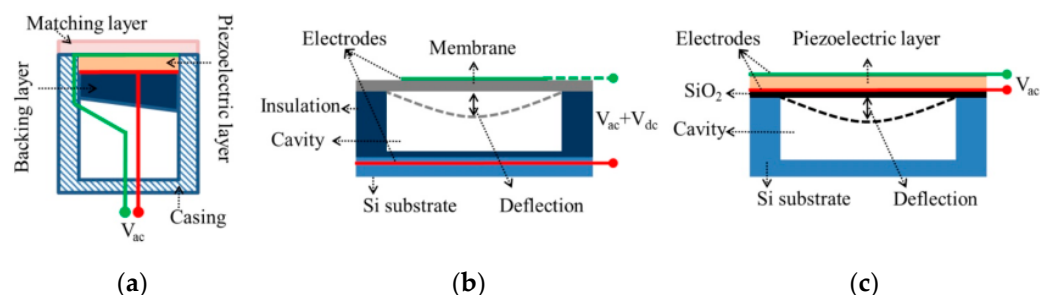 Matching layer
Backing layer
Piezoelectric layer
Casing
Vac
(a)
Electrodes
Membrane
Insulation
Cavity
Vac+Vdc
Si substrate
Deflection
(b)
Electrodes
Piezoelectric layer
SiO2
Cavity
Vac
Si substrate
Deflection
(c)